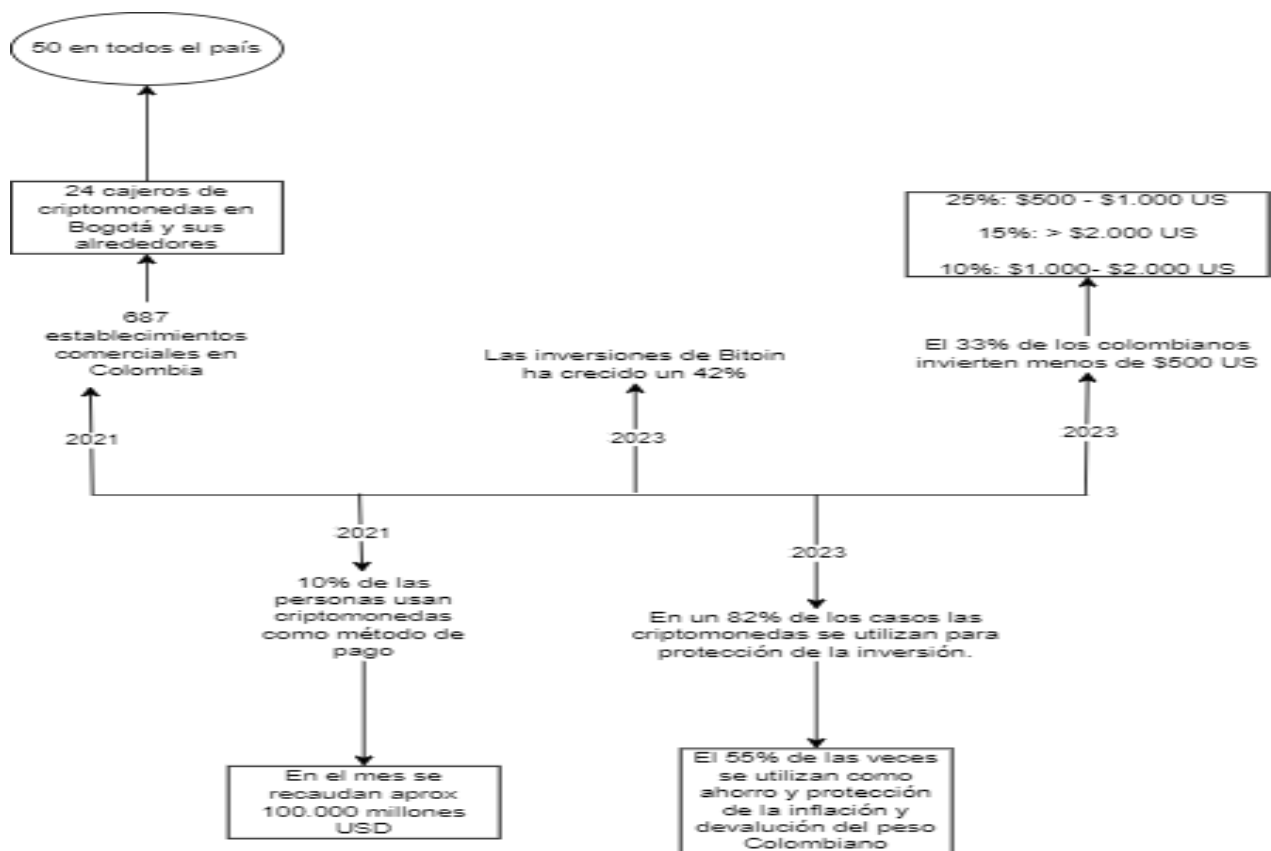 50 en todos el país
24 cajeros de
criptomonedas en
Bogotá y sus
alrededores
687
establecimientos
comerciales en
Colombia
2021
2021
10% de las
personas usan
criptomonedas
como método de
pago
En el mes se
recaudan aprox
100.000 millones
USD
Las inversiones de Bitoin
ha crecido un 42%
2023
2023
En un 82% de los casos las
criptomonedas se utilizan para
protección de la inversión.
El 55% de las veces
se utilizan como
ahorro y protección
de la inflación y
devalución del peso
Colombiano
25%: $500 - $1.000 US
15%: > $2.000 US
10%: $1.000- $2.000 US
El 33% de los colombianos
invierten menos de $500 US
2023